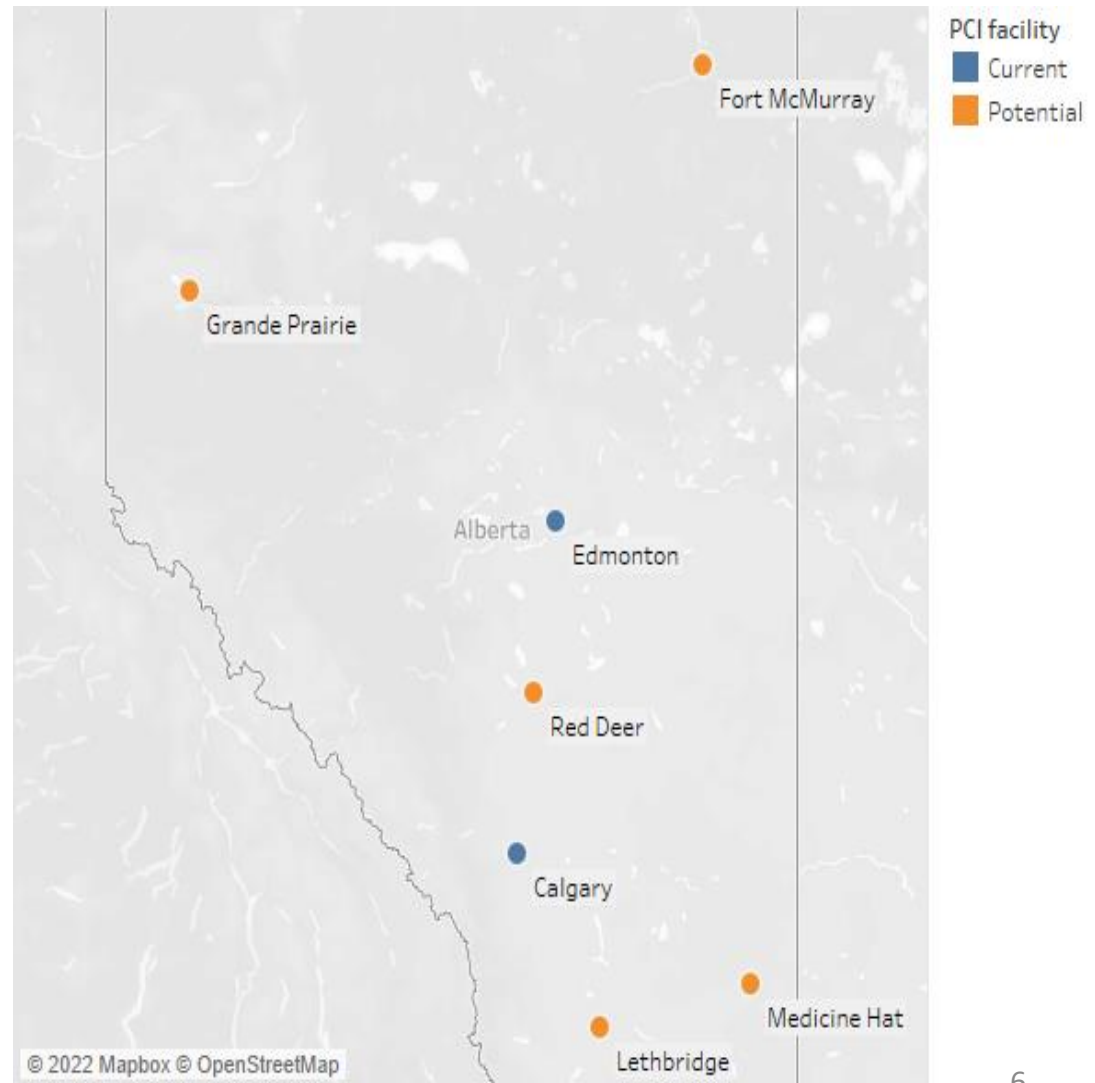 PCI facility
Current
Potential
Fort McMurray
Grande Prairie
Alberta
Edmonton
Red Deer
Calgary
Medicine Hat
Lethbridge
© 2022 Mapbox © OpenStreetMap
6